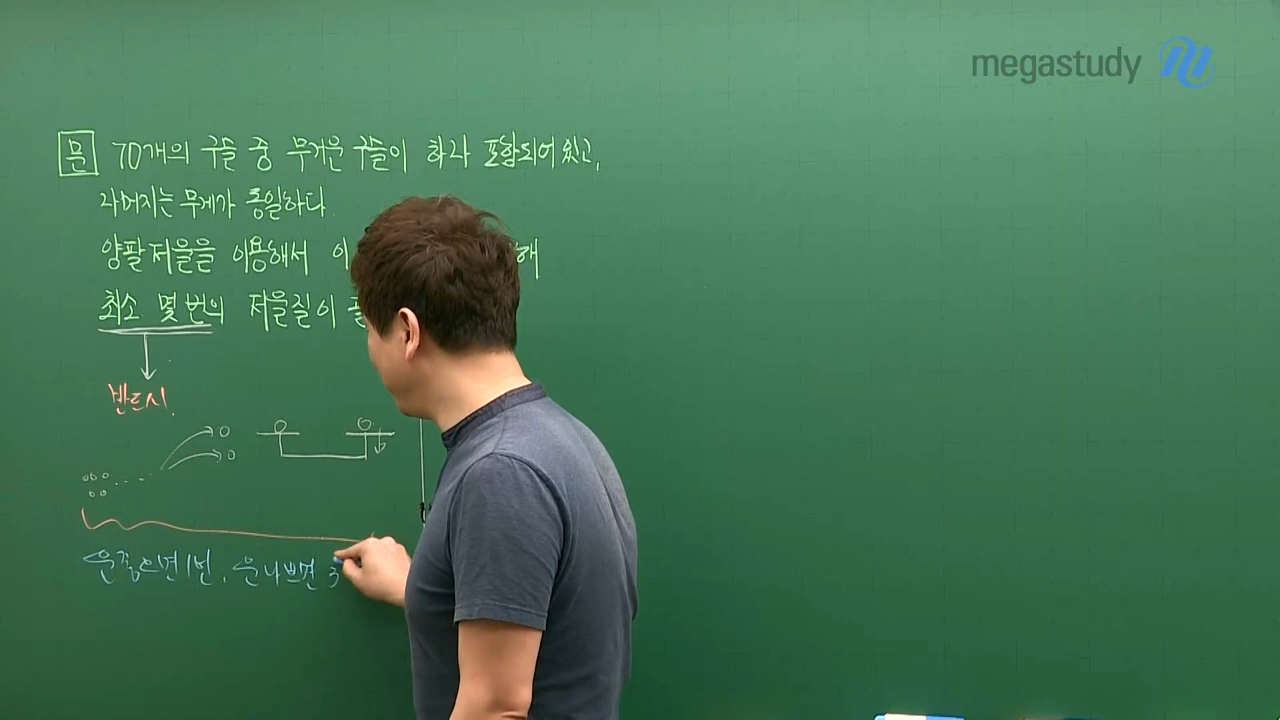 megastudy
문 70개의 구슬 중 무거운 구슬이 하나 포함되어 있고,
나머지는 무게가 동일하다.
양팔저울을 이용해서 이 해
최소 몇 번의 저울질이 필
반드시.
운 좋으면 1번, 운 나쁘면 3